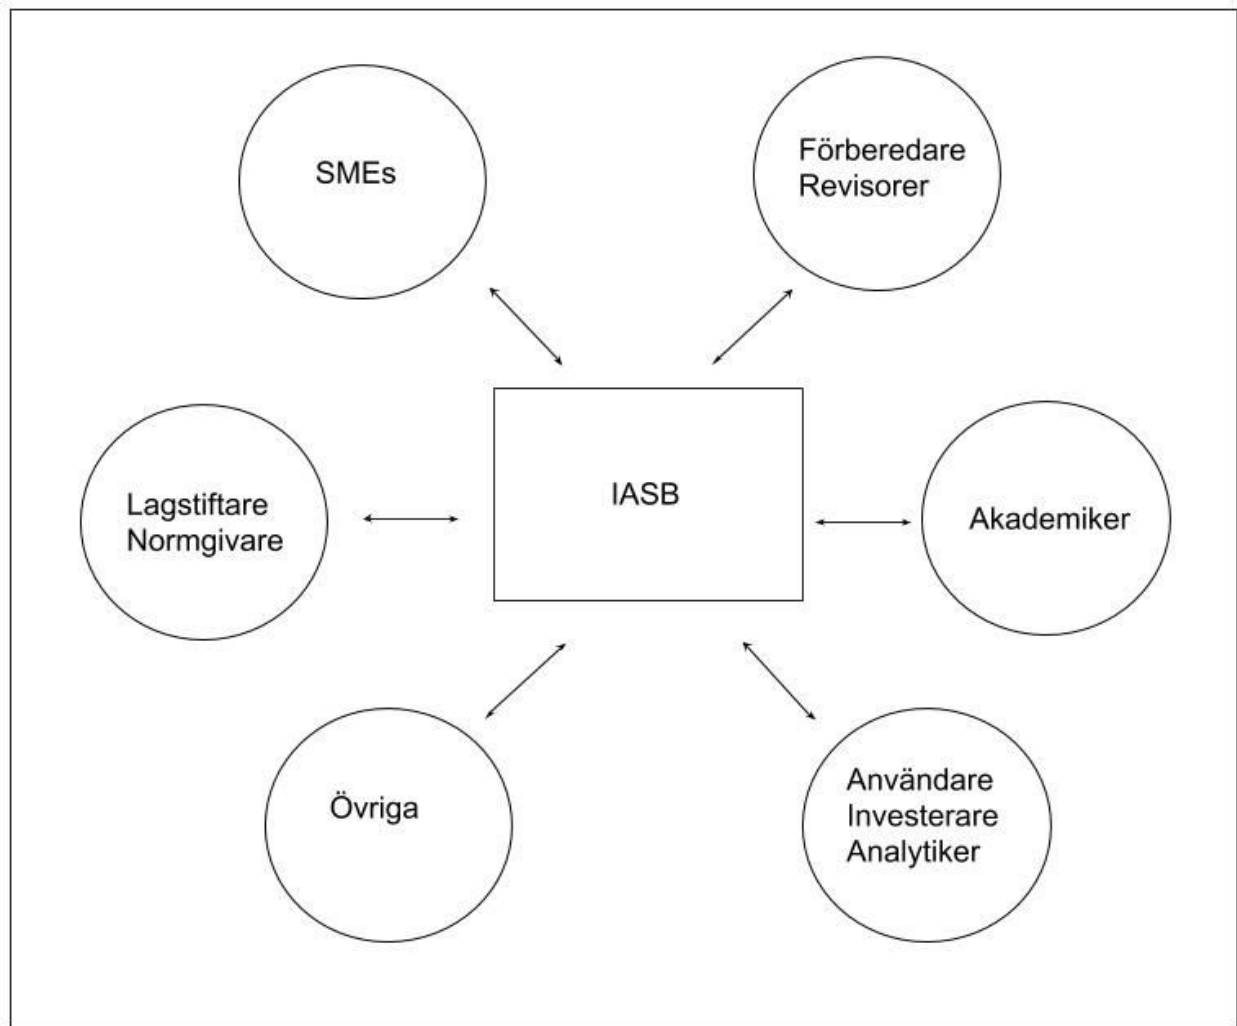 SMEs
Förberedare
Revisorer
Lagstiftare
Normgivare
IASB
Akademiker
Övriga
Användare
Investerare
Analytiker